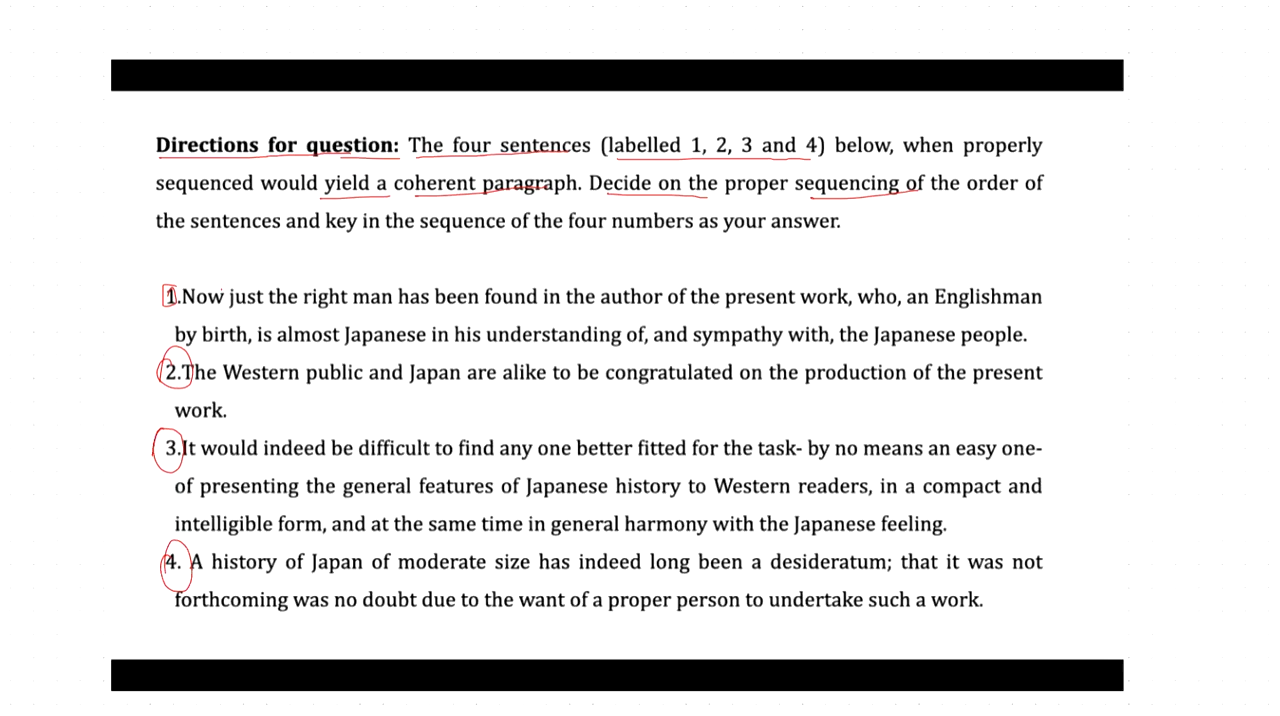 Directions for question: The four sentences (labelled 1, 2, 3 and 4) below, when properly
sequenced would yield a coherent paragraph. Decide on the proper sequencing of the order of
the sentences and key in the sequence of the four numbers as your answer.
1.Now just the right man has been found in the author of the present work, who, an Englishman
by birth, is almost Japanese in his understanding of, and sympathy with, the Japanese people.
2.The Western public and Japan are alike to be congratulated on the production of the present
work.
3.It would indeed be difficult to find any one better fitted for the task- by no means an easy one-
of presenting the general features of Japanese history to Western readers, in a compact and
intelligible form, and at the same time in general harmony with the Japanese feeling.
4. A history of Japan of moderate size has indeed long been a desideratum; that it was not
forthcoming was no doubt due to the want of a proper person to undertake such a work.